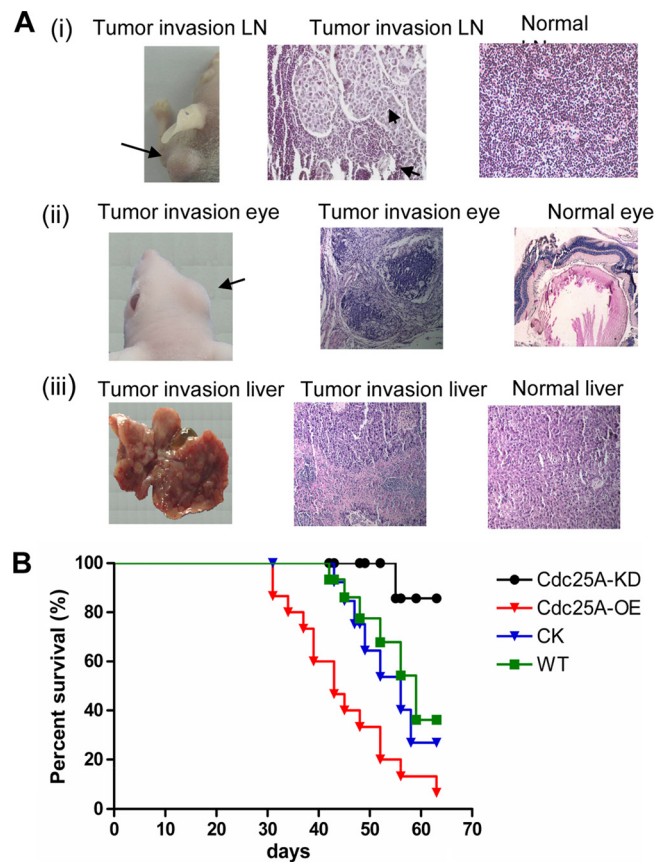 A
(i)
Tumor invasion LN
Tumor invasion LN
Normal
(ii)
Tumor invasion eye
Tumor invasion eye
Normal eye
(iii)
Tumor invasion liver
Tumor invasion liver
Normal liver
B
100
80
60
40
20
0
Percent survival (%)
0
30
40
50
60
70
days
Cdc25A-KD
Cdc25A-OE
CK
WT